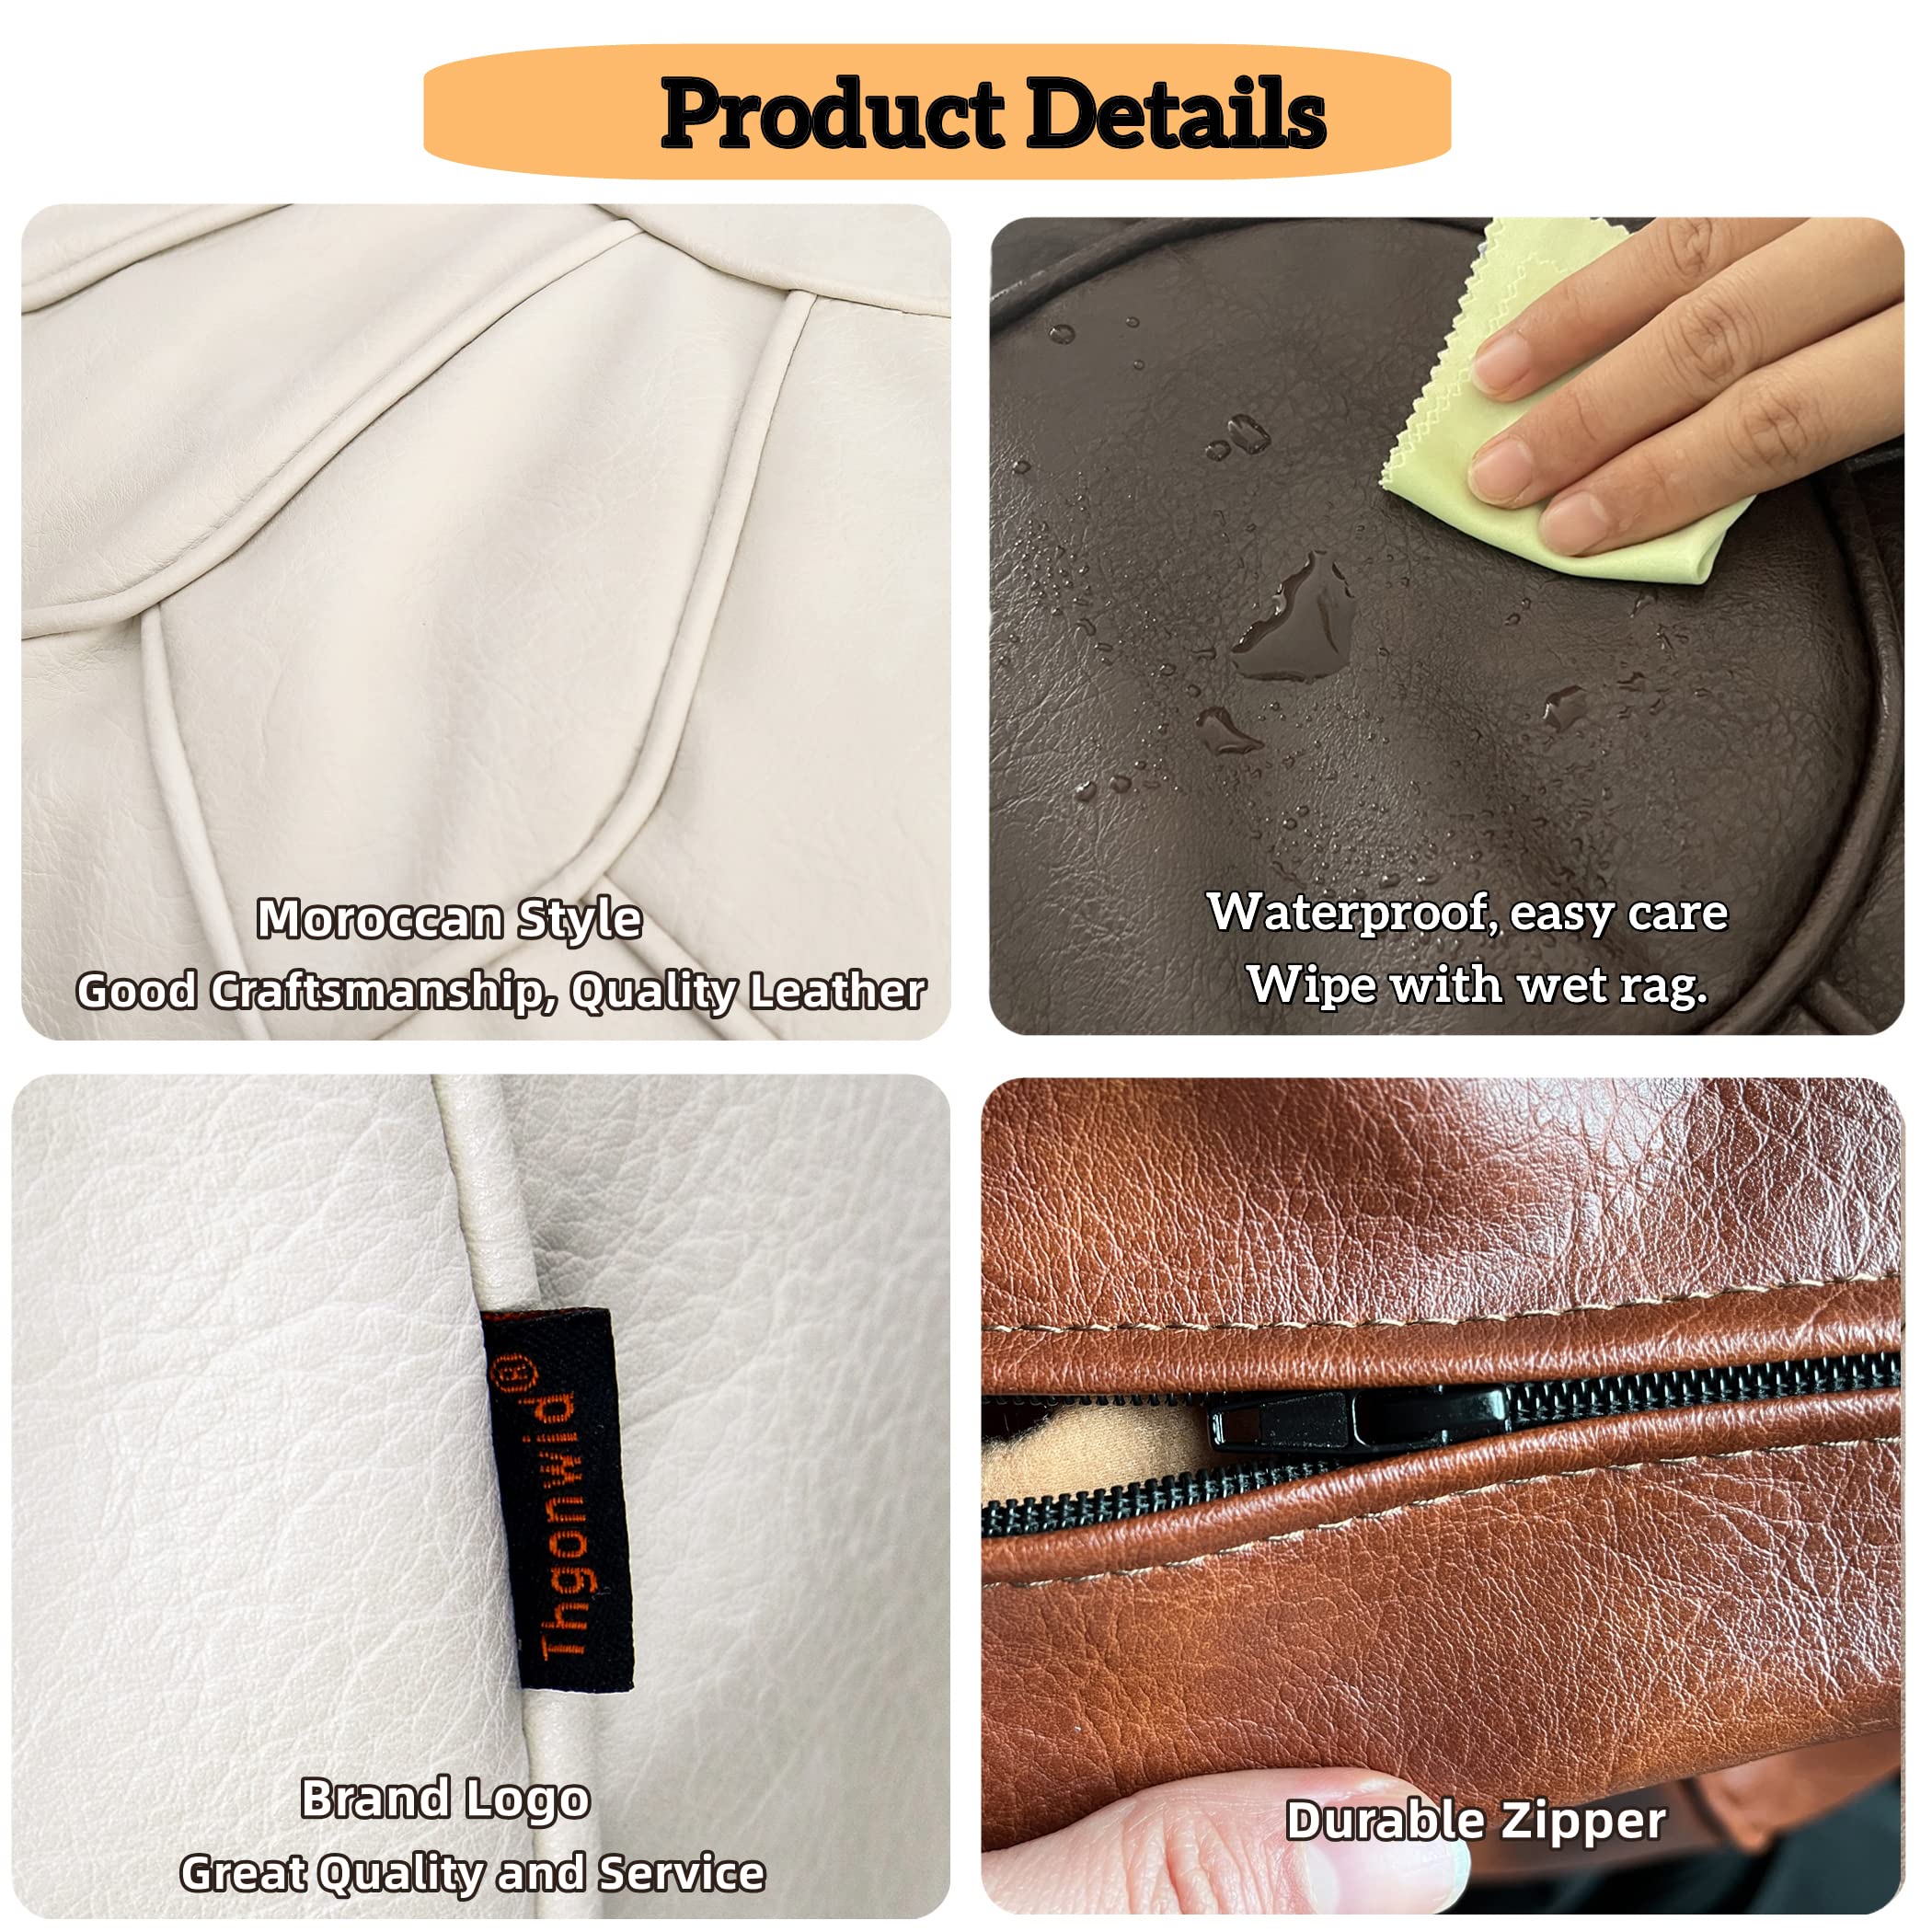 Product Details
Moroccan Style
Good Craftsmanship, Quality Leather
Waterproof, easy care
Wipe with wet rag.
Thgonwid®
Brand Logo
Great Quality and Service
Durable Zipper